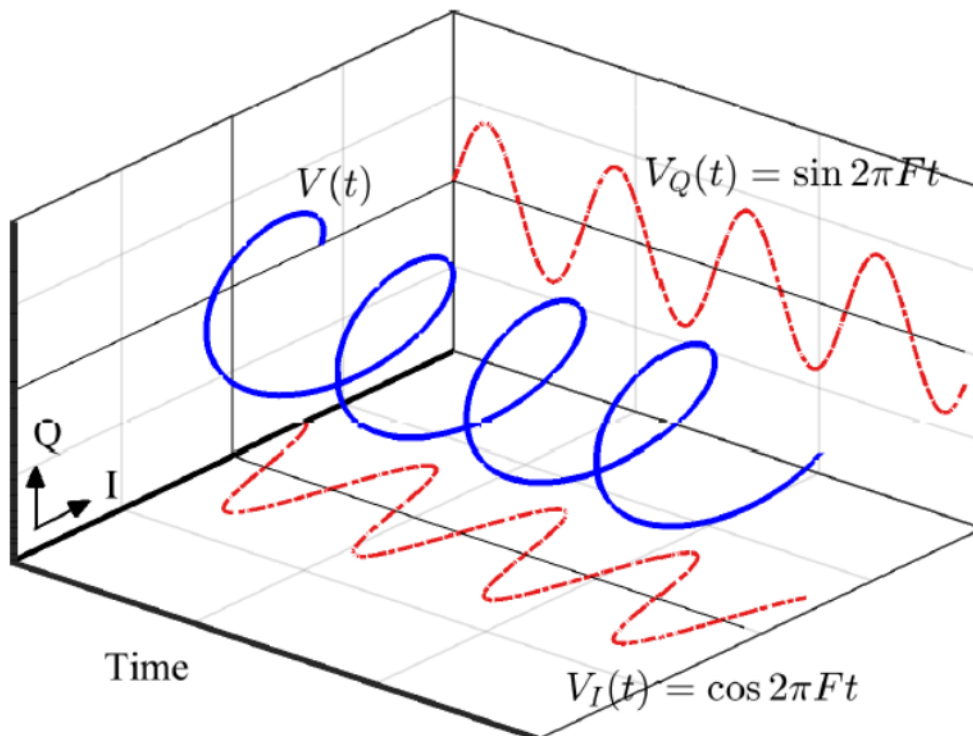 V(t)
V_Q(t) = sin 2πFt
Q
I
Time
V_I(t) = cos 2πFt